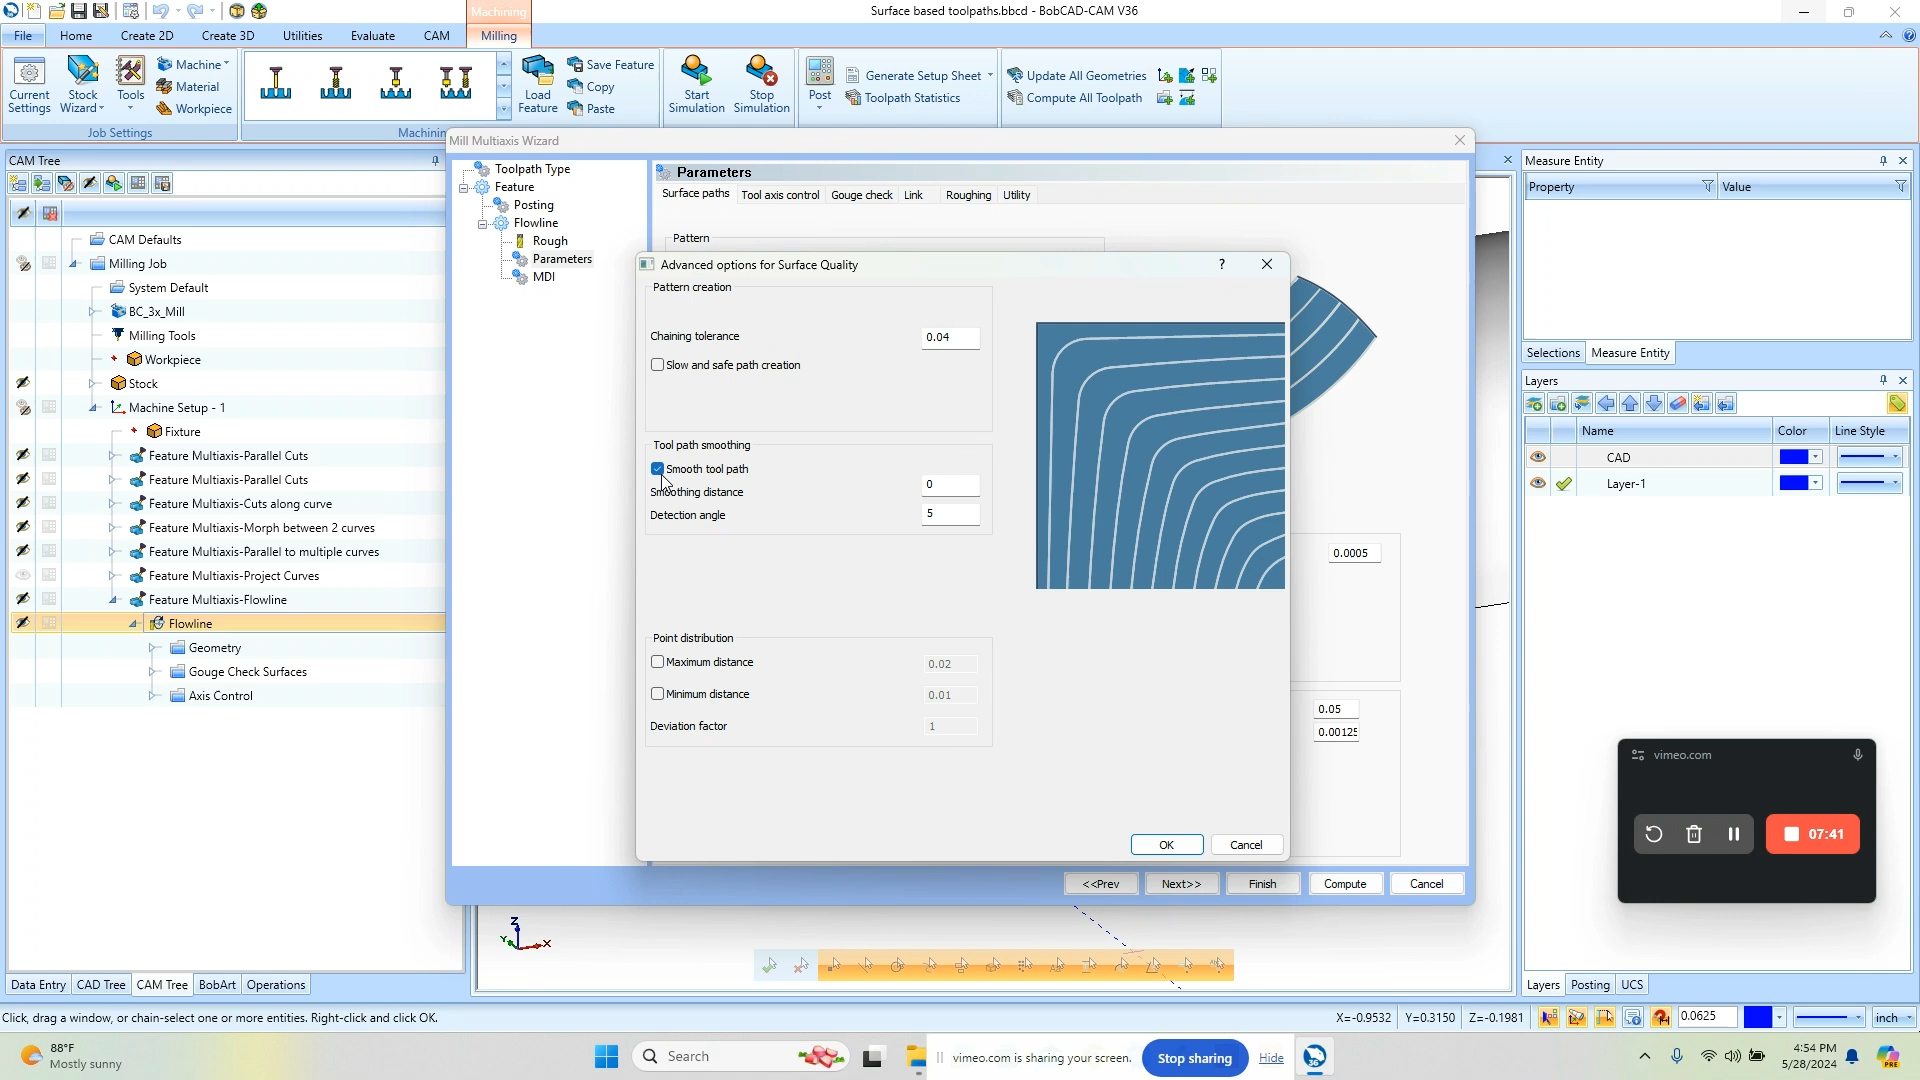 Surface based toolpaths.bbcd - BobCAD-CAM V36
Machining
File Home Create 2D Create 3D Utilities Evaluate CAM Milling
Current Settings
Stock Wizard
Tools
Machine
Material
Workpiece
Job Settings
Load Feature
Save Feature
Copy
Paste
Machinin
Start Simulation
Stop Simulation
Post
Generate Setup Sheet
Toolpath Statistics
Update All Geometries
Compute All Toolpath
CAM Tree
CAM Defaults
Milling Job
System Default
BC_3x_Mill
Milling Tools
Workpiece
Stock
Machine Setup - 1
Fixture
Feature Multiaxis-Parallel Cuts
Feature Multiaxis-Parallel Cuts
Feature Multiaxis-Cuts along curve
Feature Multiaxis-Morph between 2 curves
Feature Multiaxis-Parallel to multiple curves
Feature Multiaxis-Project Curves
Feature Multiaxis-Flowline
Flowline
Geometry
Gouge Check Surfaces
Axis Control
Data Entry CAD Tree CAM Tree BobArt Operations
Mill Multiaxis Wizard
Toolpath Type
Feature
Posting
Flowline
Rough
Parameters
MDI
Parameters
Surface paths Tool axis control Gouge check Link Roughing Utility
Pattern
0.0005
0.05
0.00125
Advanced options for Surface Quality
?
Pattern creation
Chaining tolerance 0.04
Slow and safe path creation
Tool path smoothing
Smooth tool path
Smoothing distance 0
Detection angle 5
Point distribution
Maximum distance 0.02
Minimum distance 0.01
Deviation factor 1
OK Cancel
<<Prev Next>> Finish Compute Cancel
Z
Y
X
Measure Entity
Property Value
Selections Measure Entity
Layers
Name Color Line Style
CAD
Layer-1
vimeo.com
07:41
Layers Posting UCS
Click, drag a window, or chain-select one or more entities. Right-click and click OK.
X=-0.9532 Y=0.3150 Z=-0.1981 0.0625 inch
88°F
Mostly sunny
Search
vimeo.com is sharing your screen. Stop sharing Hide
4:54 PM
5/28/2024